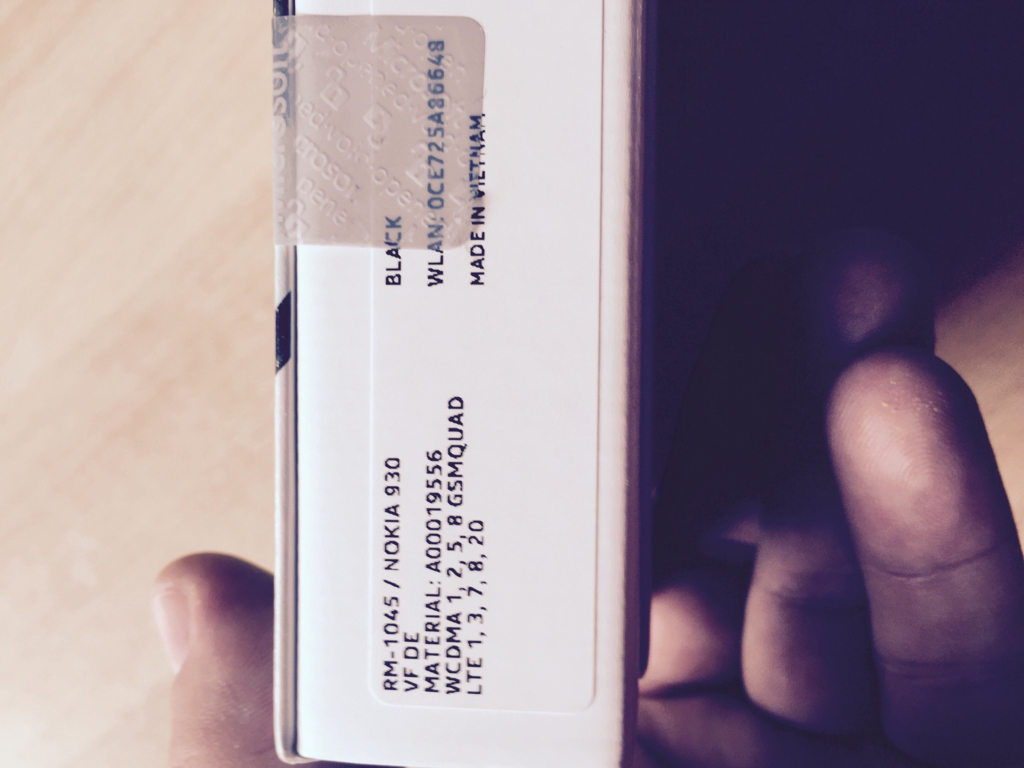 RM-1045 / NOKIA 930
VF DE
MATERIAL: A00019556
WCDMA 1, 2, 5, 8 GSMQUAD
LTE 1, 3, 7, 8, 20
BLACK
WLAN: 0CE725A86648
MADE IN VIETNAM